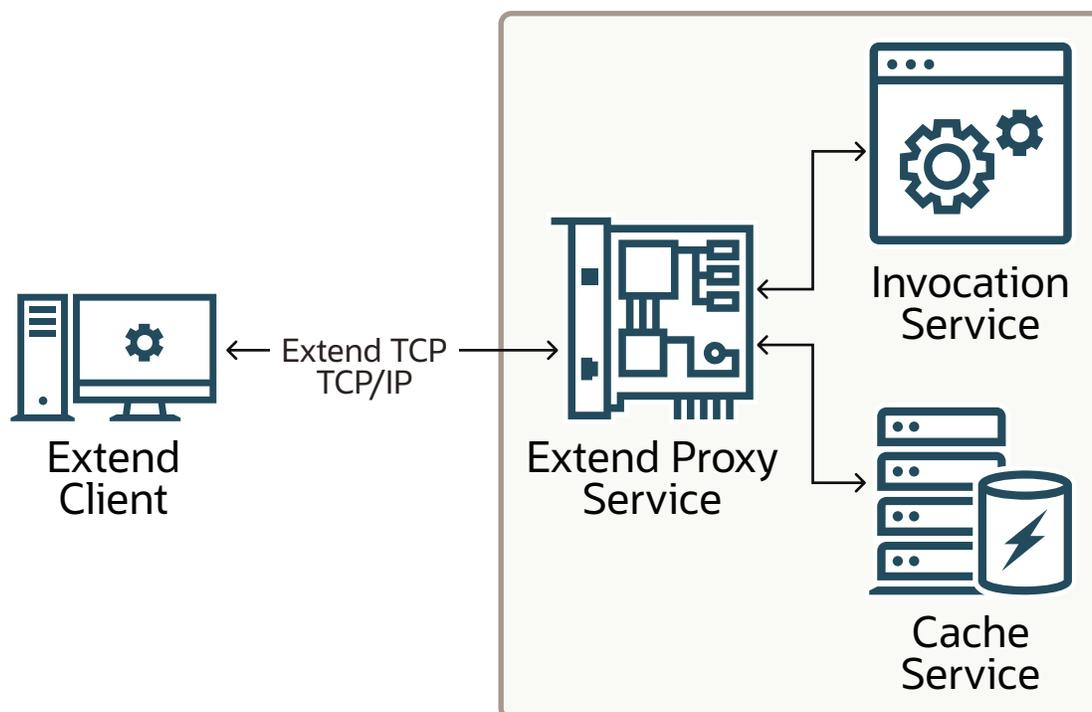 Extend
Client
Extend TCP
TCP/IP
Extend Proxy
Service
Invocation
Service
Cache
Service